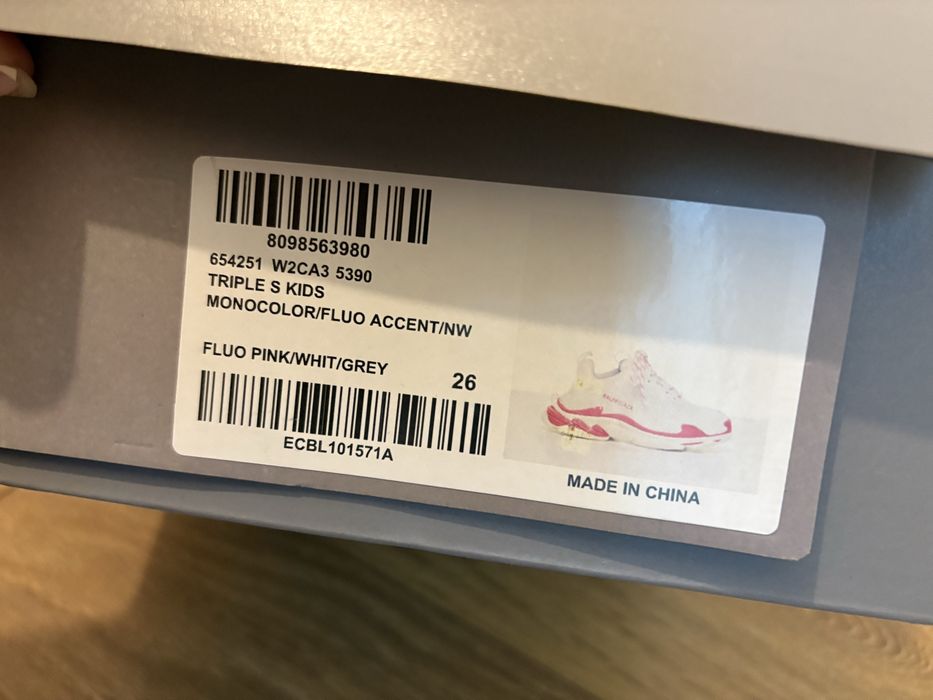 8098563980
654251 W2CA3 5390
TRIPLE S KIDS
MONOCOLOR/FLUO ACCENT/NW
FLUO PINK/WHIT/GREY
26
ECBL101571A
BALENCIAGA
MADE IN CHINA